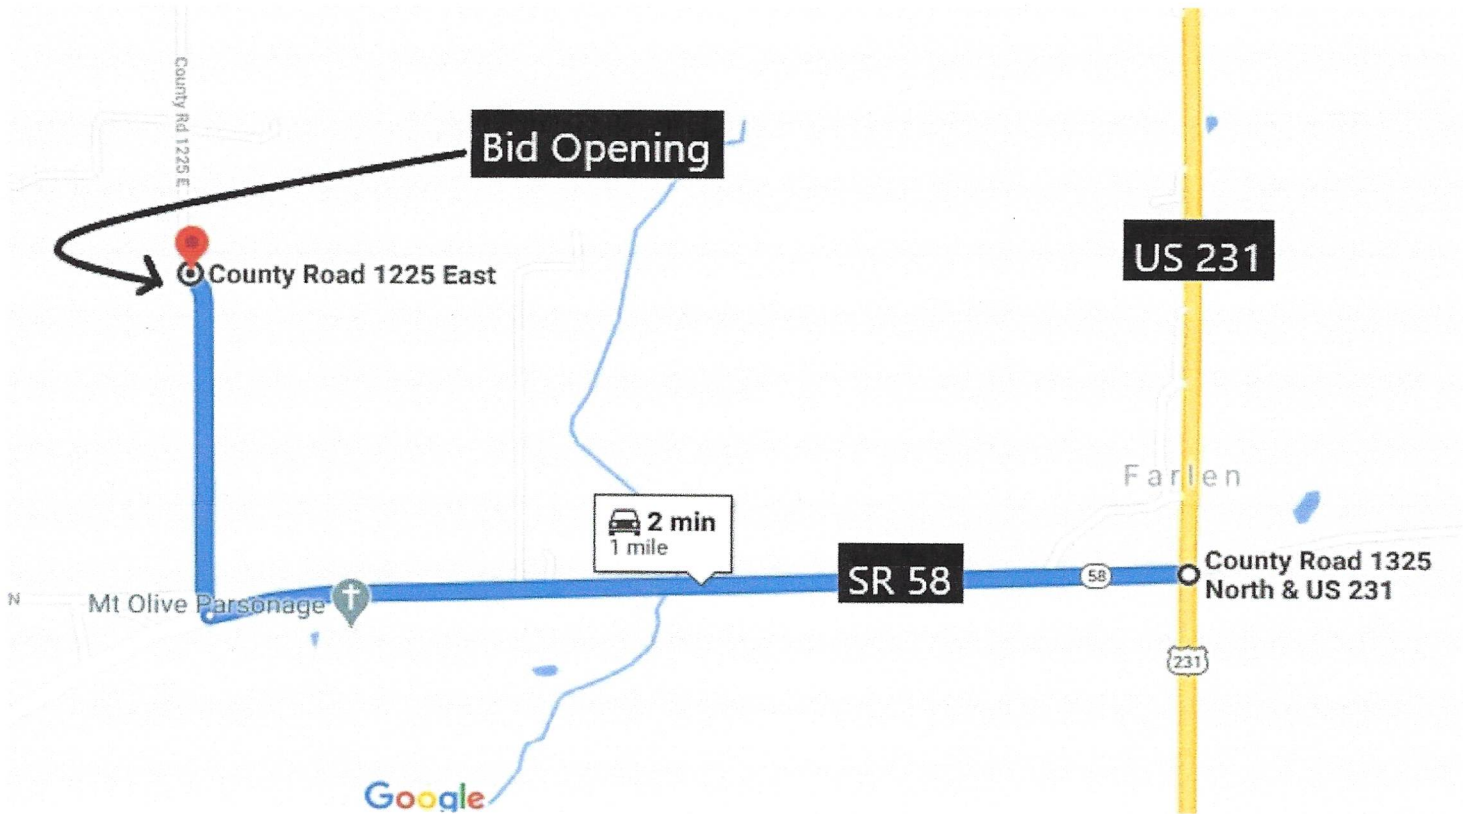 County Rd 1225 E
Bid Opening
US 231
County Road 1225 East
Farlen
2 min
1 mile
SR 58
58
County Road 1325
North & US 231
N
Mt Olive Parsonage
231
Google